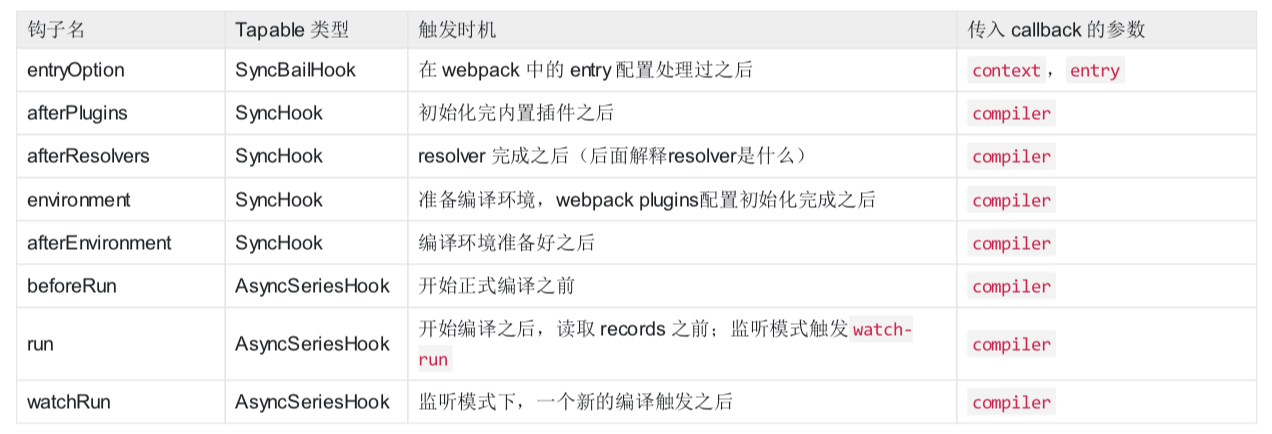 钩子名 Tapable 类型 触发时机 传入 callback 的参数
entryOption SyncBailHook 在 webpack 中的 entry 配置处理过之后 context，entry
afterPlugins SyncHook 初始化完内置插件之后 compiler
afterResolvers SyncHook resolver 完成之后（后面解释resolver是什么） compiler
environment SyncHook 准备编译环境，webpack plugins配置初始化完成之后 compiler
afterEnvironment SyncHook 编译环境准备好之后 compiler
beforeRun AsyncSeriesHook 开始正式编译之前 compiler
run AsyncSeriesHook 开始编译之后，读取 records 之前；监听模式触发 watch-
run compiler
watchRun AsyncSeriesHook 监听模式下，一个新的编译触发之后 compiler